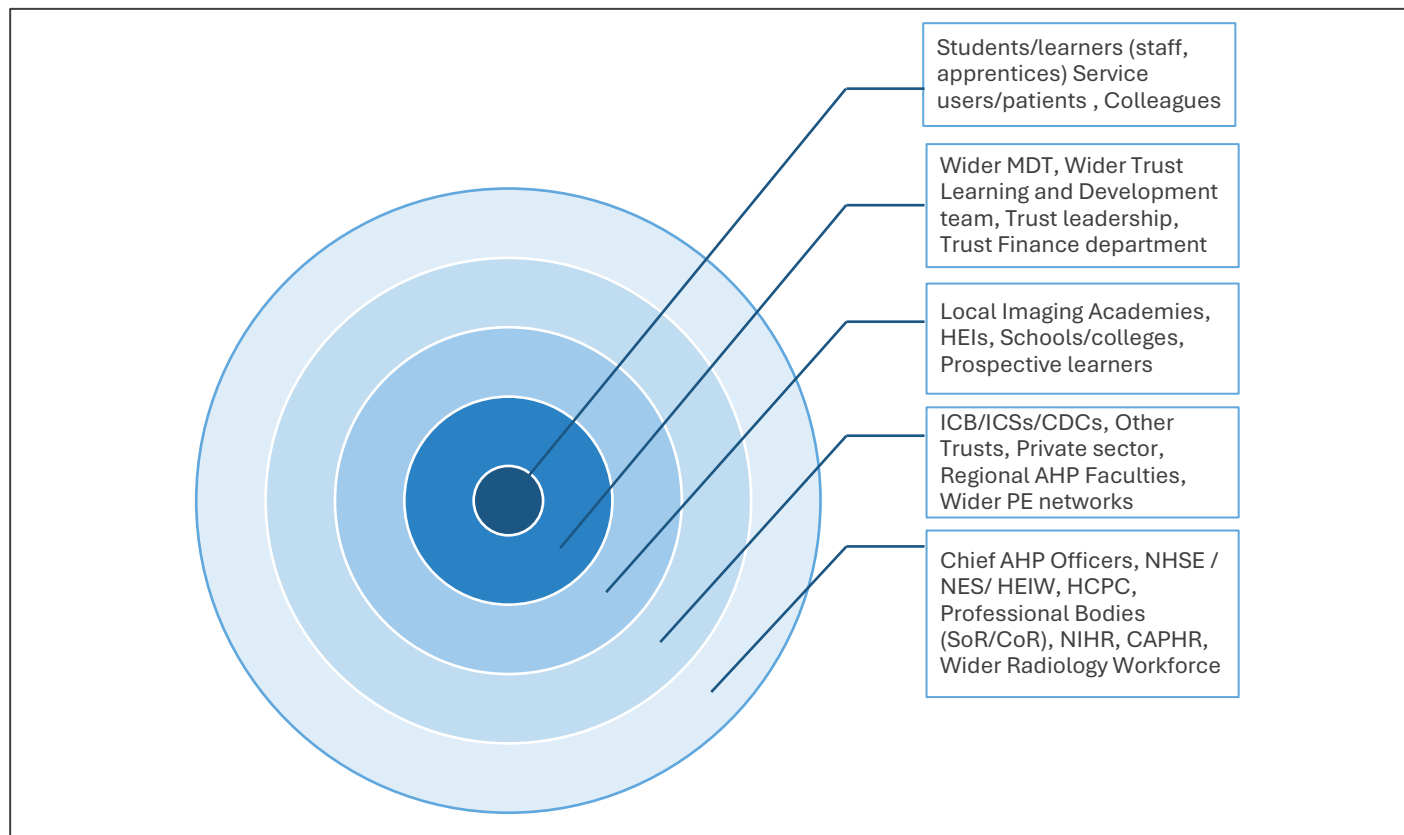 Students/learners (staff,
apprentices) Service
users/patients , Colleagues
Wider MDT, Wider Trust
Learning and Development
team, Trust leadership,
Trust Finance department
Local Imaging Academies,
HEIs, Schools/colleges,
Prospective learners
ICB/ICSs/CDCs, Other
Trusts, Private sector,
Regional AHP Faculties,
Wider PE networks
Chief AHP Officers, NHSE /
NES/ HEIW, HCPC,
Professional Bodies
(SoR/CoR), NIHR, CAPHR,
Wider Radiology Workforce